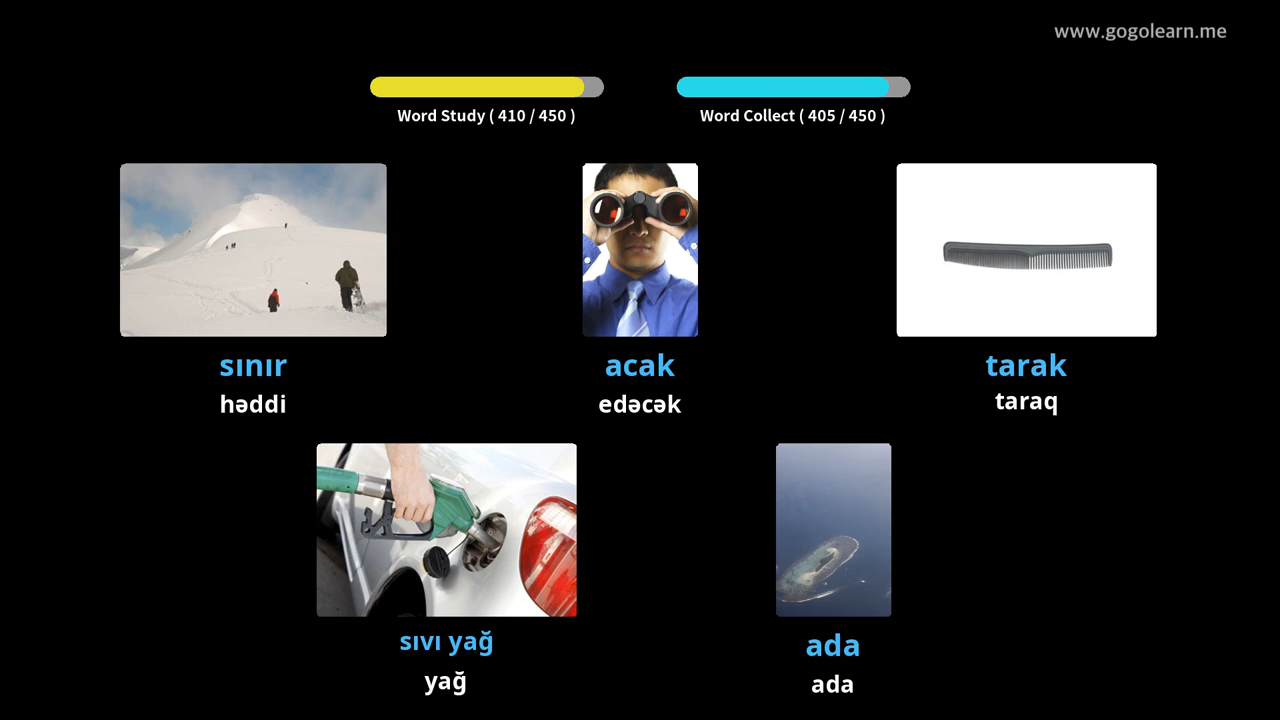 www.gogolearn.me
Word Study ( 410 / 450 )
Word Collect ( 405 / 450 )
sınır
həddi
acak
edəcək
tarak
taraq
sıvı yağ
yağ
ada
ada